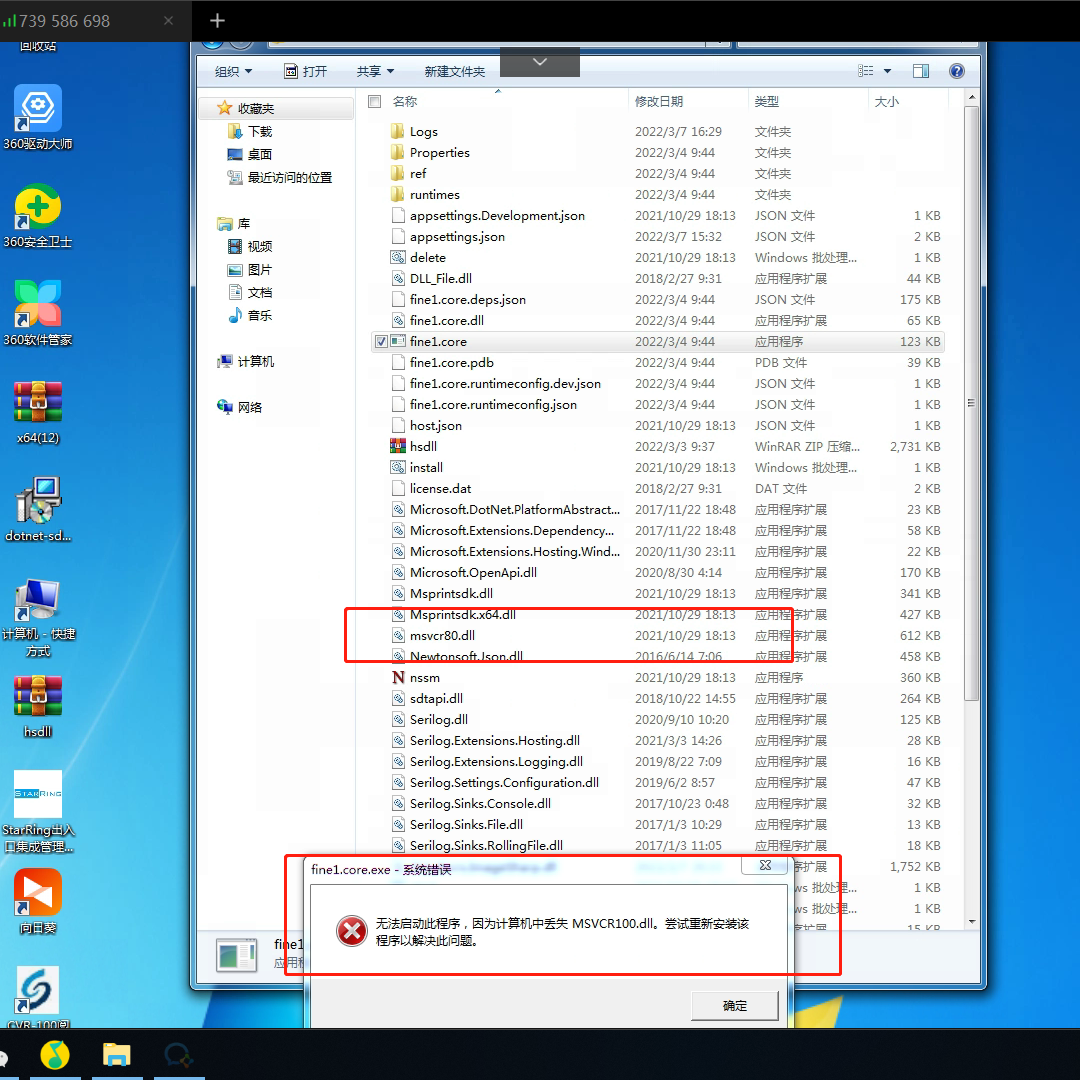 739 586 698
回收站
360驱动大师
360安全卫士
360软件管家
x64(12)
dotnet-sd...
计算机 - 快捷
方式
hsdll
STARRING
StarRing出入
口集成管理...
向日葵
组织
打开
共享
新建文件夹
收藏夹
下载
桌面
最近访问的位置
库
视频
图片
文档
音乐
计算机
网络
名称 修改日期 类型 大小
Logs 2022/3/7 16:29 文件夹
Properties 2022/3/4 9:44 文件夹
ref 2022/3/4 9:44 文件夹
runtimes 2022/3/4 9:44 文件夹
appsettings.Development.json 2021/10/29 18:13 JSON 文件 1 KB
appsettings.json 2022/3/7 15:32 JSON 文件 2 KB
delete 2021/10/29 18:13 Windows 批处理... 1 KB
DLL_File.dll 2018/2/27 9:31 应用程序扩展 44 KB
fine1.core.deps.json 2022/3/4 9:44 JSON 文件 175 KB
fine1.core.dll 2022/3/4 9:44 应用程序扩展 65 KB
fine1.core 2022/3/4 9:44 应用程序 123 KB
fine1.core.pdb 2022/3/4 9:44 PDB 文件 39 KB
fine1.core.runtimeconfig.dev.json 2022/3/4 9:44 JSON 文件 1 KB
fine1.core.runtimeconfig.json 2022/3/4 9:44 JSON 文件 1 KB
host.json 2021/10/29 18:13 JSON 文件 1 KB
hsdll 2022/3/3 9:37 WinRAR ZIP 压缩... 2,731 KB
install 2021/10/29 18:13 Windows 批处理... 1 KB
license.dat 2018/2/27 9:31 DAT 文件 2 KB
Microsoft.DotNet.PlatformAbstract... 2017/11/22 18:48 应用程序扩展 23 KB
Microsoft.Extensions.Dependency... 2017/11/22 18:48 应用程序扩展 58 KB
Microsoft.Extensions.Hosting.Wind... 2020/11/30 23:11 应用程序扩展 22 KB
Microsoft.OpenApi.dll 2020/8/30 4:14 应用程序扩展 170 KB
Msprintsdk.dll 2021/10/29 18:13 应用程序扩展 341 KB
Msprintsdk.x64.dll 2021/10/29 18:13 应用程序扩展 427 KB
msvcr80.dll 2021/10/29 18:13 应用程序扩展 612 KB
Newtonsoft.Json.dll 2016/6/14 7:06 应用程序扩展 458 KB
nssm 2021/10/29 18:13 应用程序 360 KB
sdtapi.dll 2018/10/22 14:55 应用程序扩展 264 KB
Serilog.dll 2020/9/10 10:20 应用程序扩展 125 KB
Serilog.Extensions.Hosting.dll 2021/3/3 14:26 应用程序扩展 28 KB
Serilog.Extensions.Logging.dll 2019/8/22 7:09 应用程序扩展 16 KB
Serilog.Settings.Configuration.dll 2019/6/2 8:57 应用程序扩展 47 KB
Serilog.Sinks.Console.dll 2017/10/23 0:48 应用程序扩展 32 KB
Serilog.Sinks.File.dll 2017/1/3 10:29 应用程序扩展 13 KB
Serilog.Sinks.RollingFile.dll 2017/1/3 11:05 应用程序扩展 18 KB
序扩展 1,752 KB
ws 批处理... 1 KB
ws 批处理... 1 KB
序扩展 15 KB
fine1
应用程
fine1.core.exe - 系统错误
无法启动此程序，因为计算机中丢失 MSVCR100.dll。尝试重新安装该
程序以解决此问题。
确定